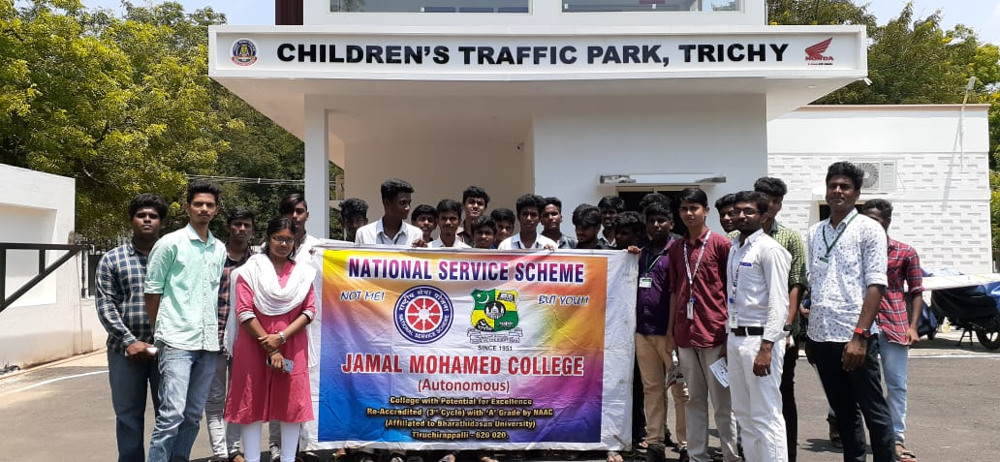 CHILDREN'S TRAFFIC PARK, TRICHY
HONDA
NATIONAL SERVICE SCHEME
NOT ME!
BUT YOU!!
राष्ट्रीय सेवा योजना
NATIONAL SERVICE SCHEME
SINCE 1951
JAMAL MOHAMED COLLEGE
(Autonomous)
College with Potential for Excellence
Re-Accredited (3rd Cycle) with 'A' Grade by NAAC
(Affiliated to Bharathidasan University)
Tiruchirappalli - 620 020.